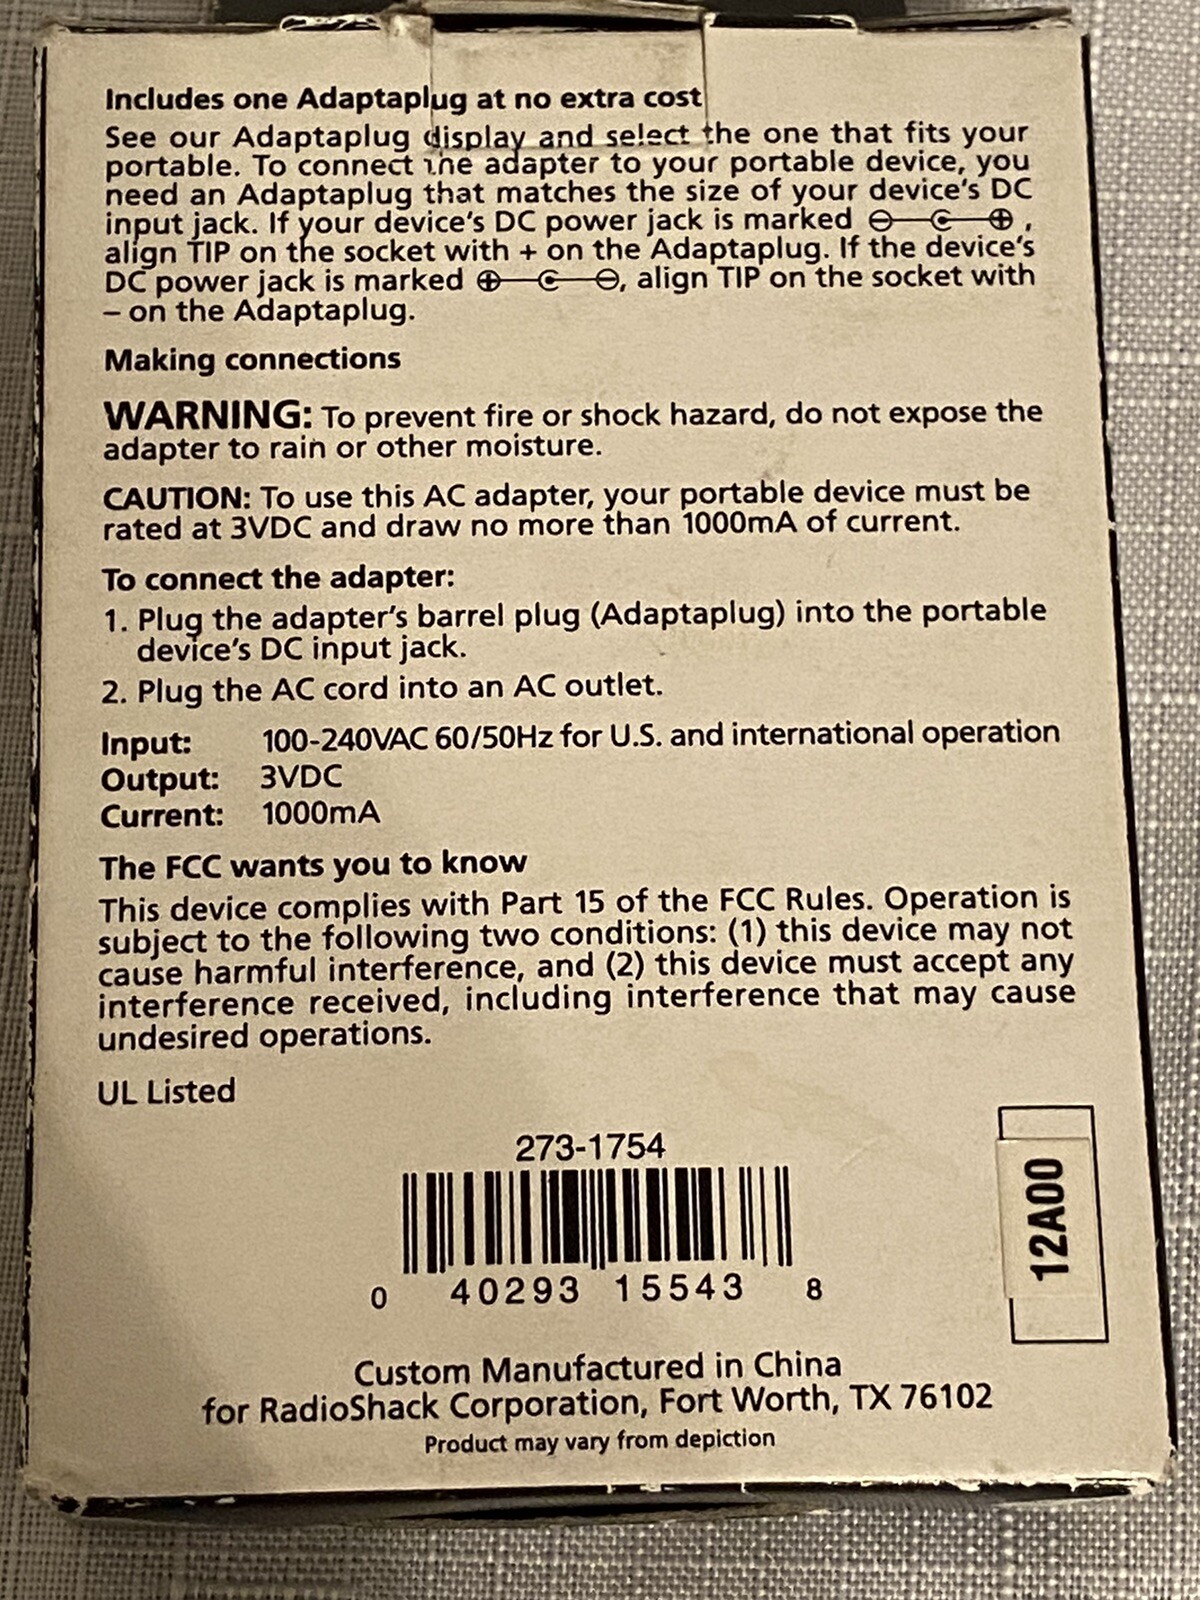 Includes one Adaptaplug at no extra cost
See our Adaptaplug display and select the one that fits your
portable. To connect the adapter to your portable device, you
need an Adaptaplug that matches the size of your device's DC
input jack. If your device's DC power jack is marked ⊖—C—⊕,
align TIP on the socket with + on the Adaptaplug. If the device's
DC power jack is marked ⊕—C—⊖, align TIP on the socket with
– on the Adaptaplug.
Making connections
WARNING: To prevent fire or shock hazard, do not expose the
adapter to rain or other moisture.
CAUTION: To use this AC adapter, your portable device must be
rated at 3VDC and draw no more than 1000mA of current.
To connect the adapter:
1. Plug the adapter's barrel plug (Adaptaplug) into the portable
device's DC input jack.
2. Plug the AC cord into an AC outlet.
Input: 100-240VAC 60/50Hz for U.S. and international operation
Output: 3VDC
Current: 1000mA
The FCC wants you to know
This device complies with Part 15 of the FCC Rules. Operation is
subject to the following two conditions: (1) this device may not
cause harmful interference, and (2) this device must accept any
interference received, including interference that may cause
undesired operations.
UL Listed
273-1754
0 40293 15543 8
12A00
Custom Manufactured in China
for RadioShack Corporation, Fort Worth, TX 76102
Product may vary from depiction